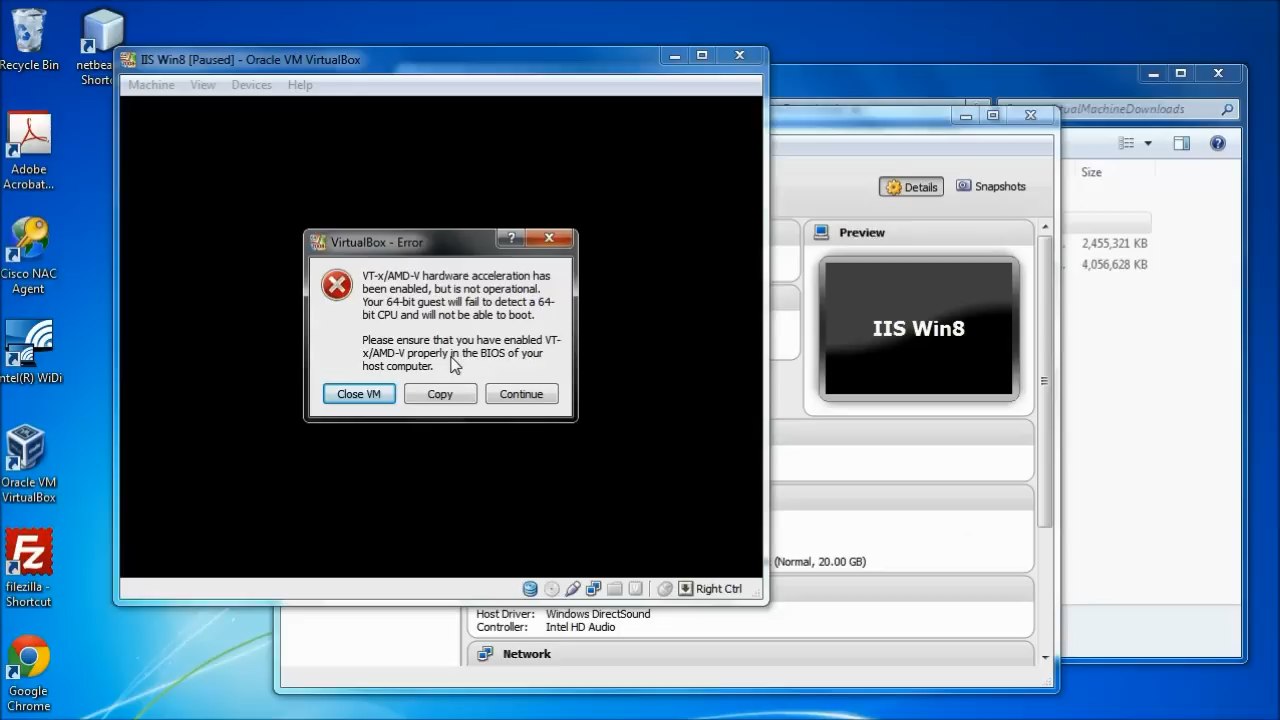 Recycle Bin
netbea...
Shortc...
Adobe
Acrobat...
Cisco NAC
Agent
Intel(R) WiDi
Oracle VM
VirtualBox
filezilla -
Shortcut
Google
Chrome
IIS Win8 [Paused] - Oracle VM VirtualBox
Machine View Devices Help
VirtualBox - Error
VT-x/AMD-V hardware acceleration has
been enabled, but is not operational.
Your 64-bit guest will fail to detect a 64-
bit CPU and will not be able to boot.
Please ensure that you have enabled VT-
x/AMD-V properly in the BIOS of your
host computer.
Close VM Copy Continue
Right Ctrl
Details Snapshots
Preview
IIS Win8
(Normal, 20.00 GB)
Host Driver: Windows DirectSound
Controller: Intel HD Audio
Network
Size
2,455,321 KB
4,056,628 KB